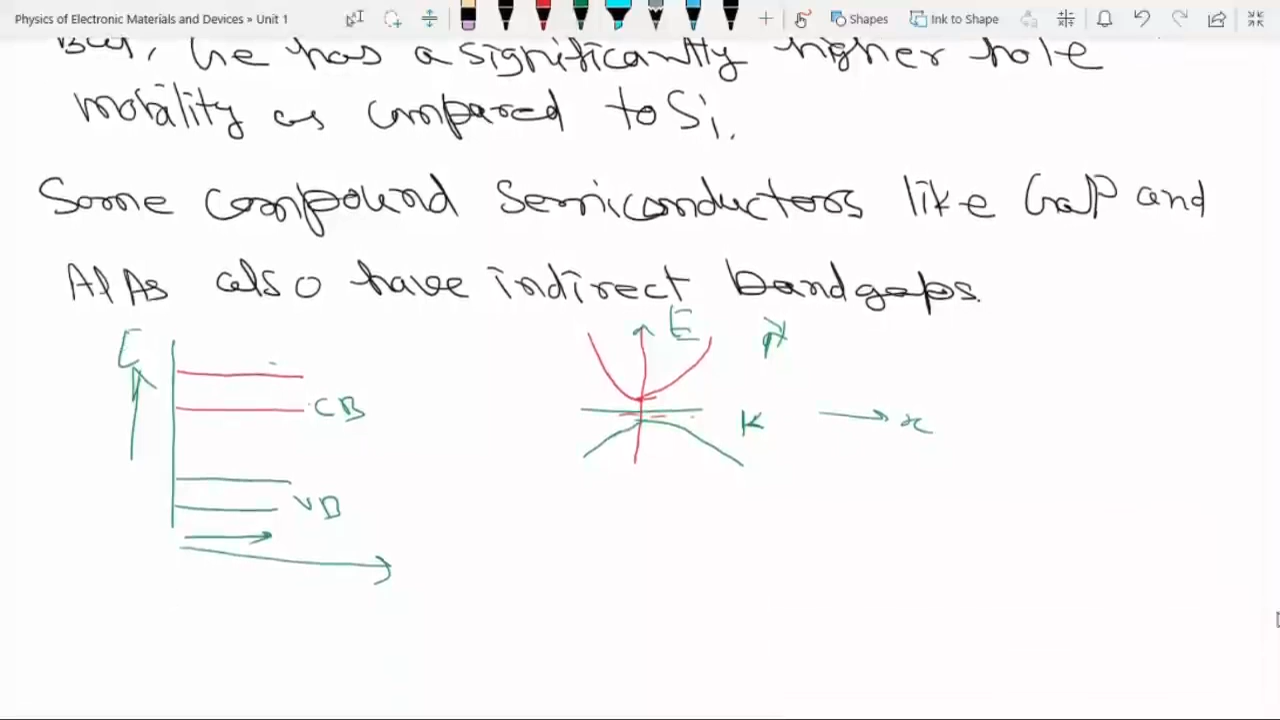 Physics of Electronic Materials and Devices » Unit 1
Shapes
Ink to Shape
But, Ge has a significantly higher hole
mobility as compared to Si.
Some compound semiconductors like GaP and
AlAs also have indirect bandgaps.
E
CB
VB
E
K
x